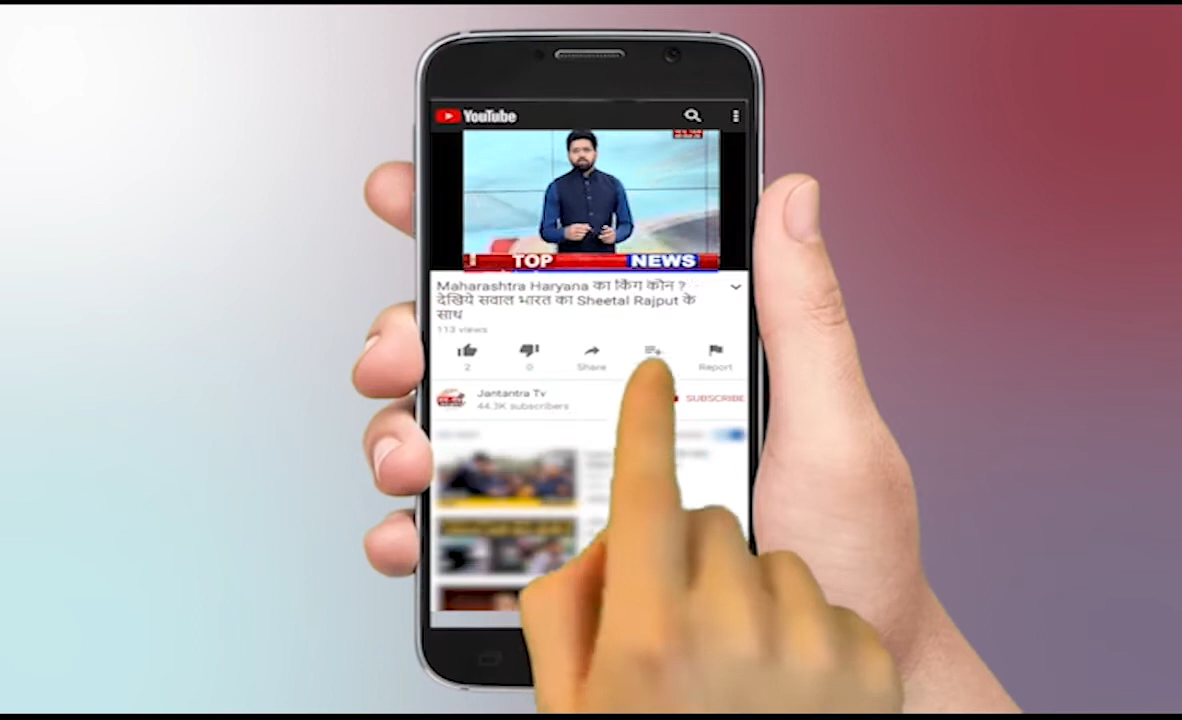 YouTube
TOP NEWS
Maharashtra Haryana का किंग कौन ?
देखिये सवाल भारत का Sheetal Rajput के
साथ
113 views
2 0 Share Report
Jantantra Tv
44.3K subscribers
SUBSCRIBE